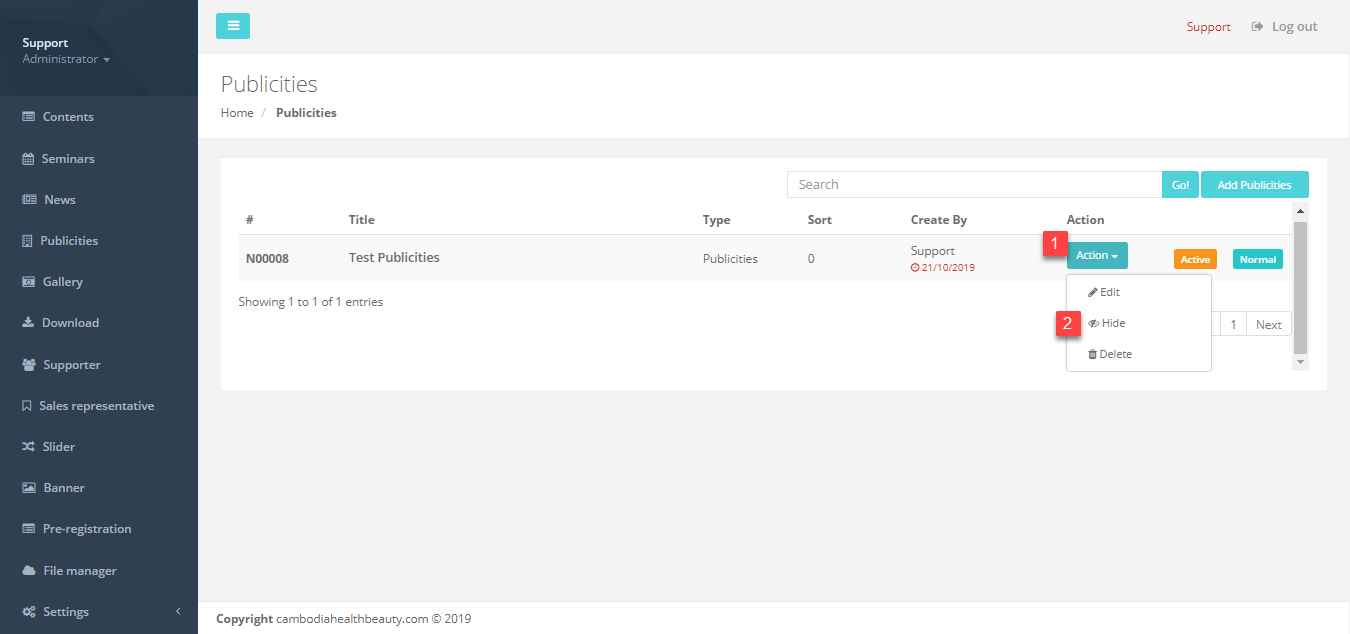 Support
Administrator
Contents
Seminars
News
Publicities
Gallery
Download
Supporter
Sales representative
Slider
Banner
Pre-registration
File manager
Settings
Support Log out
Publicities
Home / Publicities
Search Go! Add Publicities
# Title Type Sort Create By Action
N00008 Test Publicities Publicities 0 Support 1 Action Active Normal
21/10/2019
Edit
Showing 1 to 1 of 1 entries
2 Hide 1 Next
Delete
Copyright cambodiahealthbeauty.com © 2019